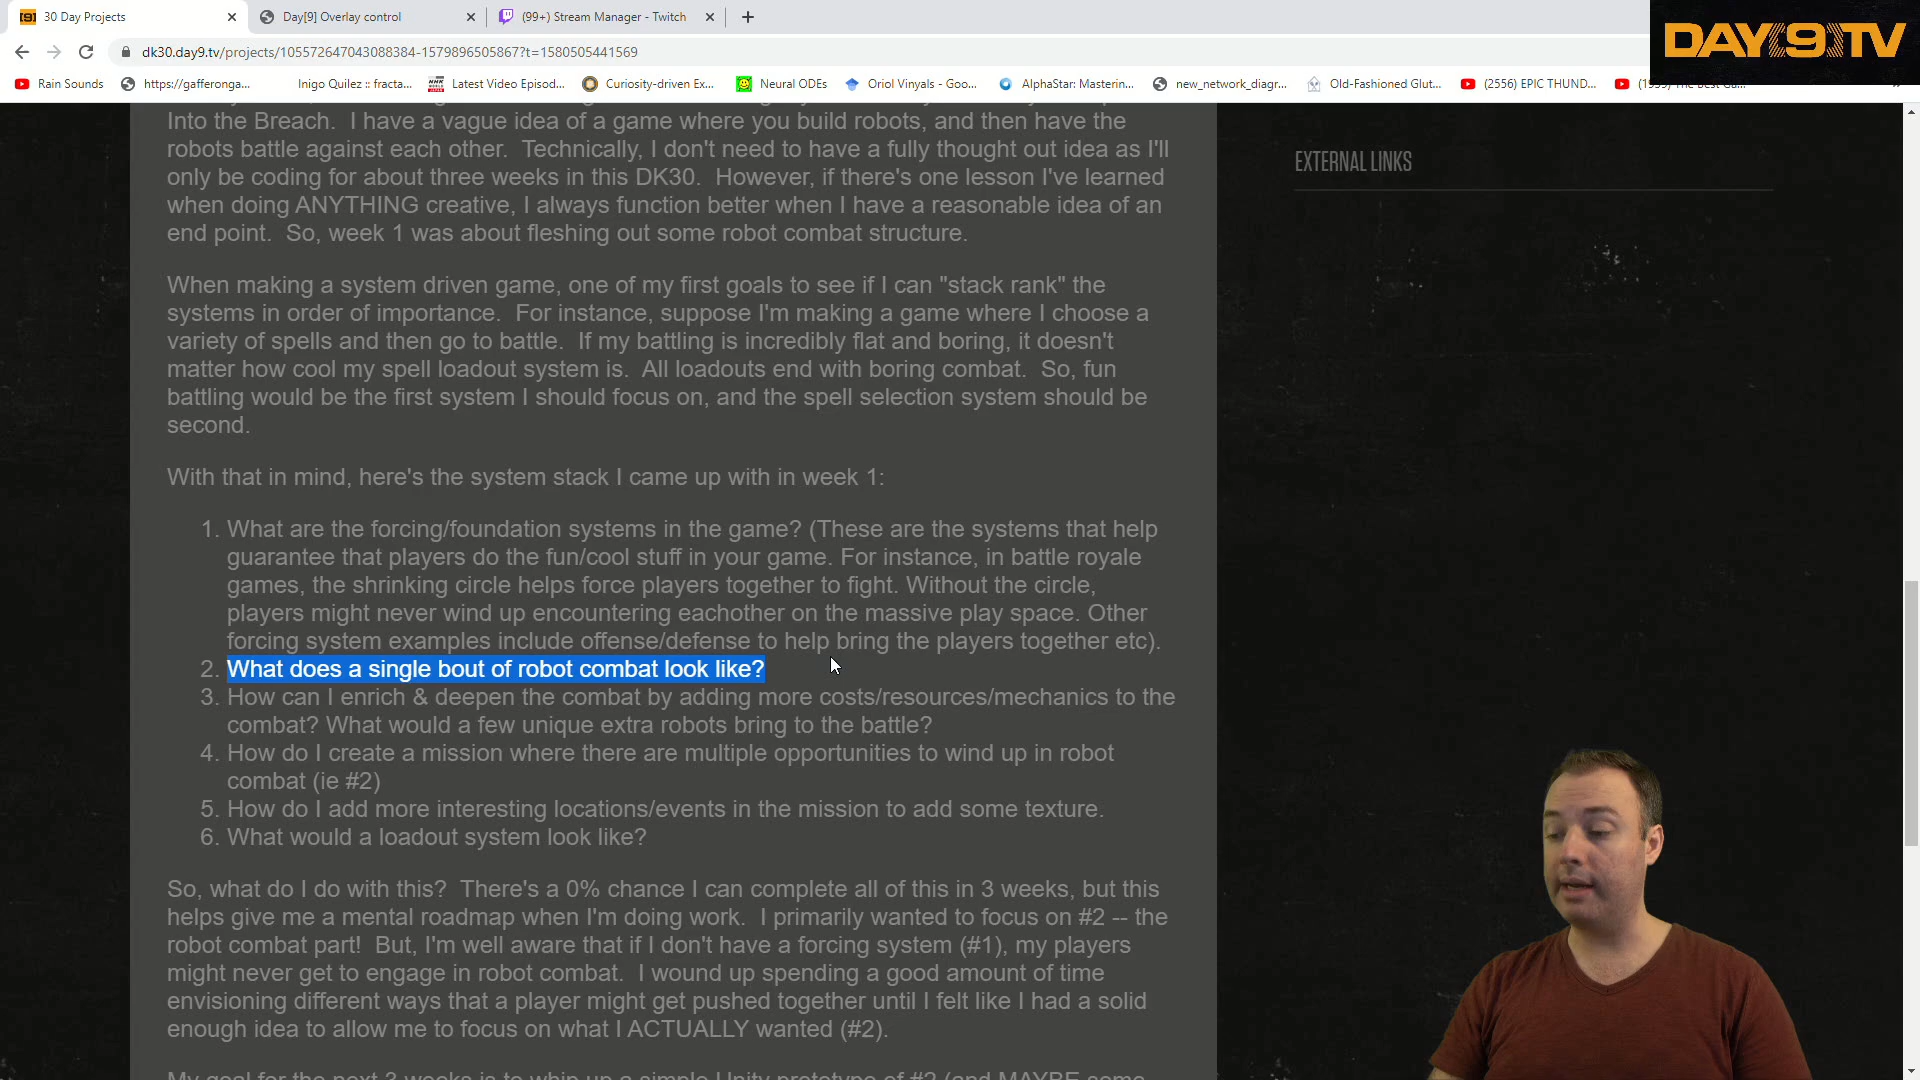 30 Day Projects
Day[9] Overlay control
(99+) Stream Manager - Twitch
dk30.day9.tv/projects/105572647043088384-1579896505867?t=1580505441569
DAY[9]TV
Rain Sounds
https://gafferonga...
Inigo Quilez :: fracta...
Latest Video Episod...
Curiosity-driven Ex...
Neural ODEs
Oriol Vinyals - Goo...
AlphaStar: Masterin...
new_network_diagr...
Old-Fashioned Glut...
(2556) EPIC THUND...
Into the Breach. I have a vague idea of a game where you build robots, and then have the
robots battle against each other. Technically, I don't need to have a fully thought out idea as I'll
only be coding for about three weeks in this DK30. However, if there's one lesson I've learned
when doing ANYTHING creative, I always function better when I have a reasonable idea of an
end point. So, week 1 was about fleshing out some robot combat structure.
When making a system driven game, one of my first goals to see if I can "stack rank" the
systems in order of importance. For instance, suppose I'm making a game where I choose a
variety of spells and then go to battle. If my battling is incredibly flat and boring, it doesn't
matter how cool my spell loadout system is. All loadouts end with boring combat. So, fun
battling would be the first system I should focus on, and the spell selection system should be
second.
With that in mind, here's the system stack I came up with in week 1:
1. What are the forcing/foundation systems in the game? (These are the systems that help
guarantee that players do the fun/cool stuff in your game. For instance, in battle royale
games, the shrinking circle helps force players together to fight. Without the circle,
players might never wind up encountering eachother on the massive play space. Other
forcing system examples include offense/defense to help bring the players together etc).
2. What does a single bout of robot combat look like?
3. How can I enrich & deepen the combat by adding more costs/resources/mechanics to the
combat? What would a few unique extra robots bring to the battle?
4. How do I create a mission where there are multiple opportunities to wind up in robot
combat (ie #2)
5. How do I add more interesting locations/events in the mission to add some texture.
6. What would a loadout system look like?
So, what do I do with this? There's a 0% chance I can complete all of this in 3 weeks, but this
helps give me a mental roadmap when I'm doing work. I primarily wanted to focus on #2 -- the
robot combat part! But, I'm well aware that if I don't have a forcing system (#1), my players
might never get to engage in robot combat. I wound up spending a good amount of time
envisioning different ways that a player might get pushed together until I felt like I had a solid
enough idea to allow me to focus on what I ACTUALLY wanted (#2).
My goal for the next 3 weeks is to whip up a simple Unity prototype of #2 (and MAYBE some
EXTERNAL LINKS